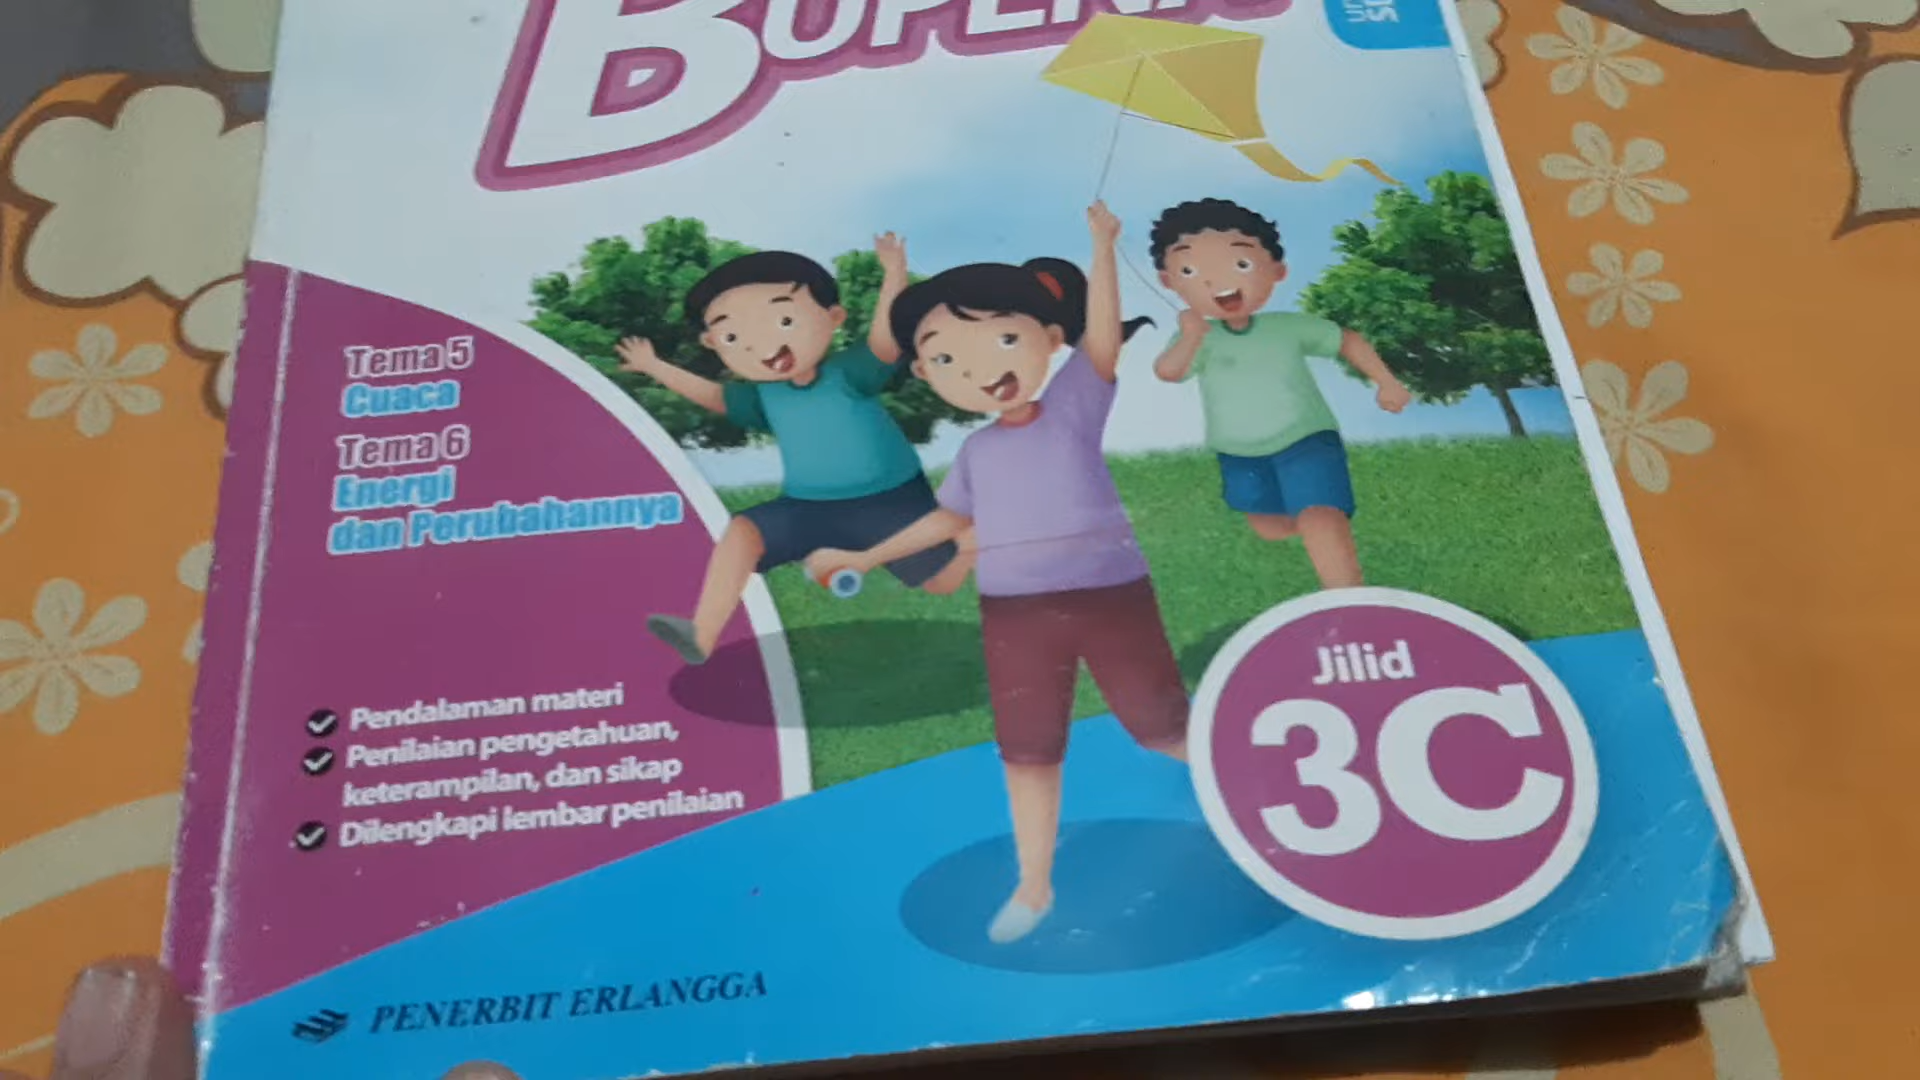 BUPENA
Tema 5
Cuaca
Tema 6
Energi
dan Perubahannya
Pendalaman materi
Penilaian pengetahuan,
keterampilan, dan sikap
Dilengkapi lembar penilaian
Jilid
3C
PENERBIT ERLANGGA